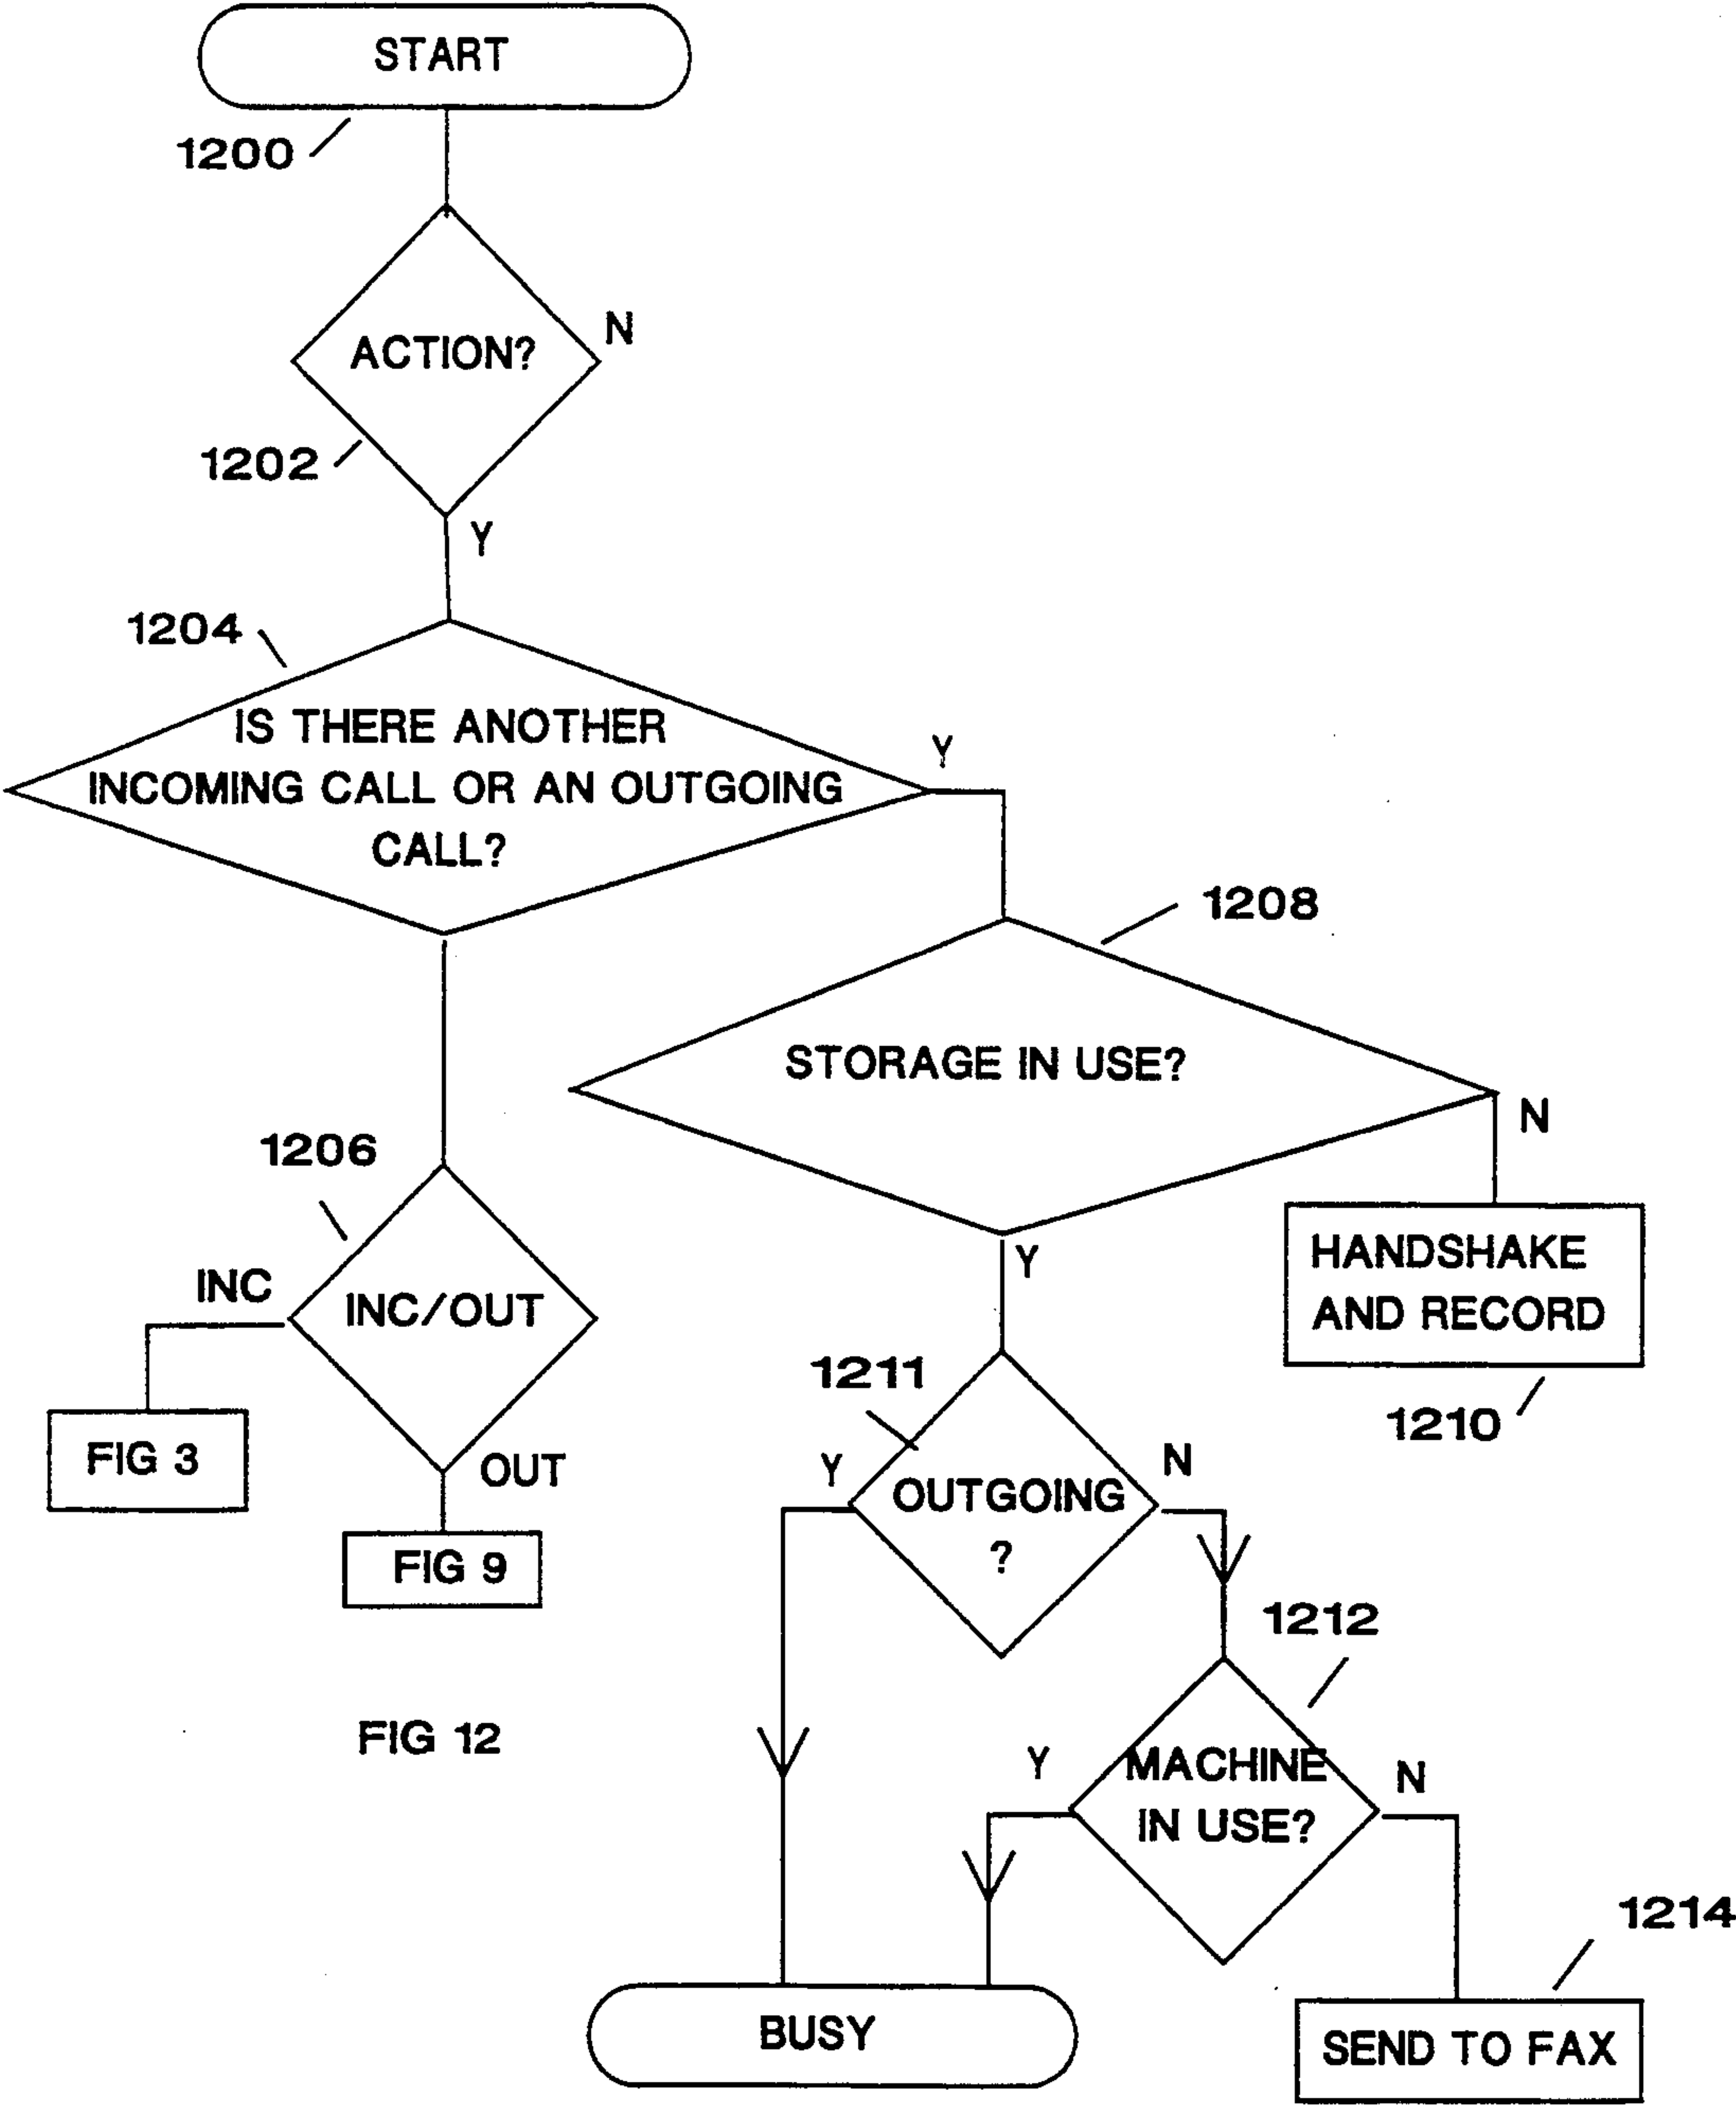 START
1200
ACTION?
N
1202
Y
1204
IS THERE ANOTHER
INCOMING CALL OR AN OUTGOING
CALL?
Y
1208
STORAGE IN USE?
N
1206
INC
INC/OUT
Y
HANDSHAKE
AND RECORD
1210
FIG 3
OUT
FIG 9
1211
Y
OUTGOING
?
N
1212
FIG 12
Y
MACHINE
IN USE?
N
1214
BUSY
SEND TO FAX